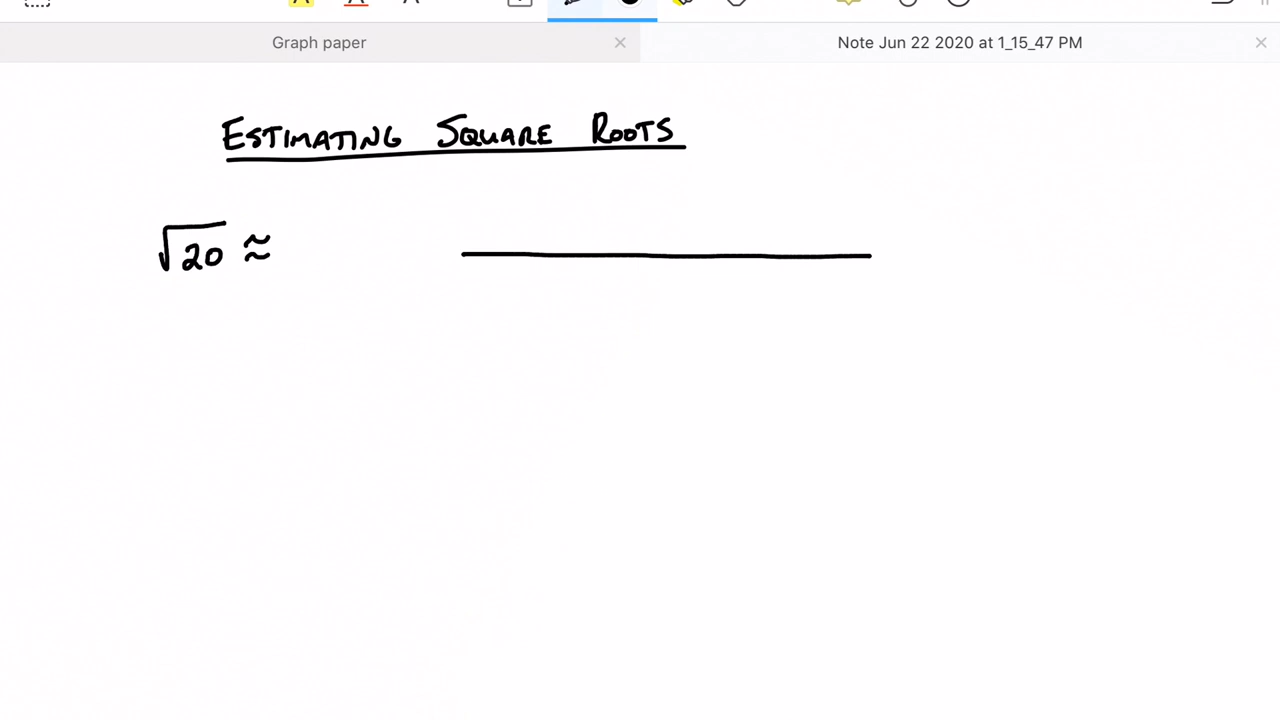 Graph paper
Note Jun 22 2020 at 1_15_47 PM
ESTIMATING SQUARE ROOTS
√20 ≈